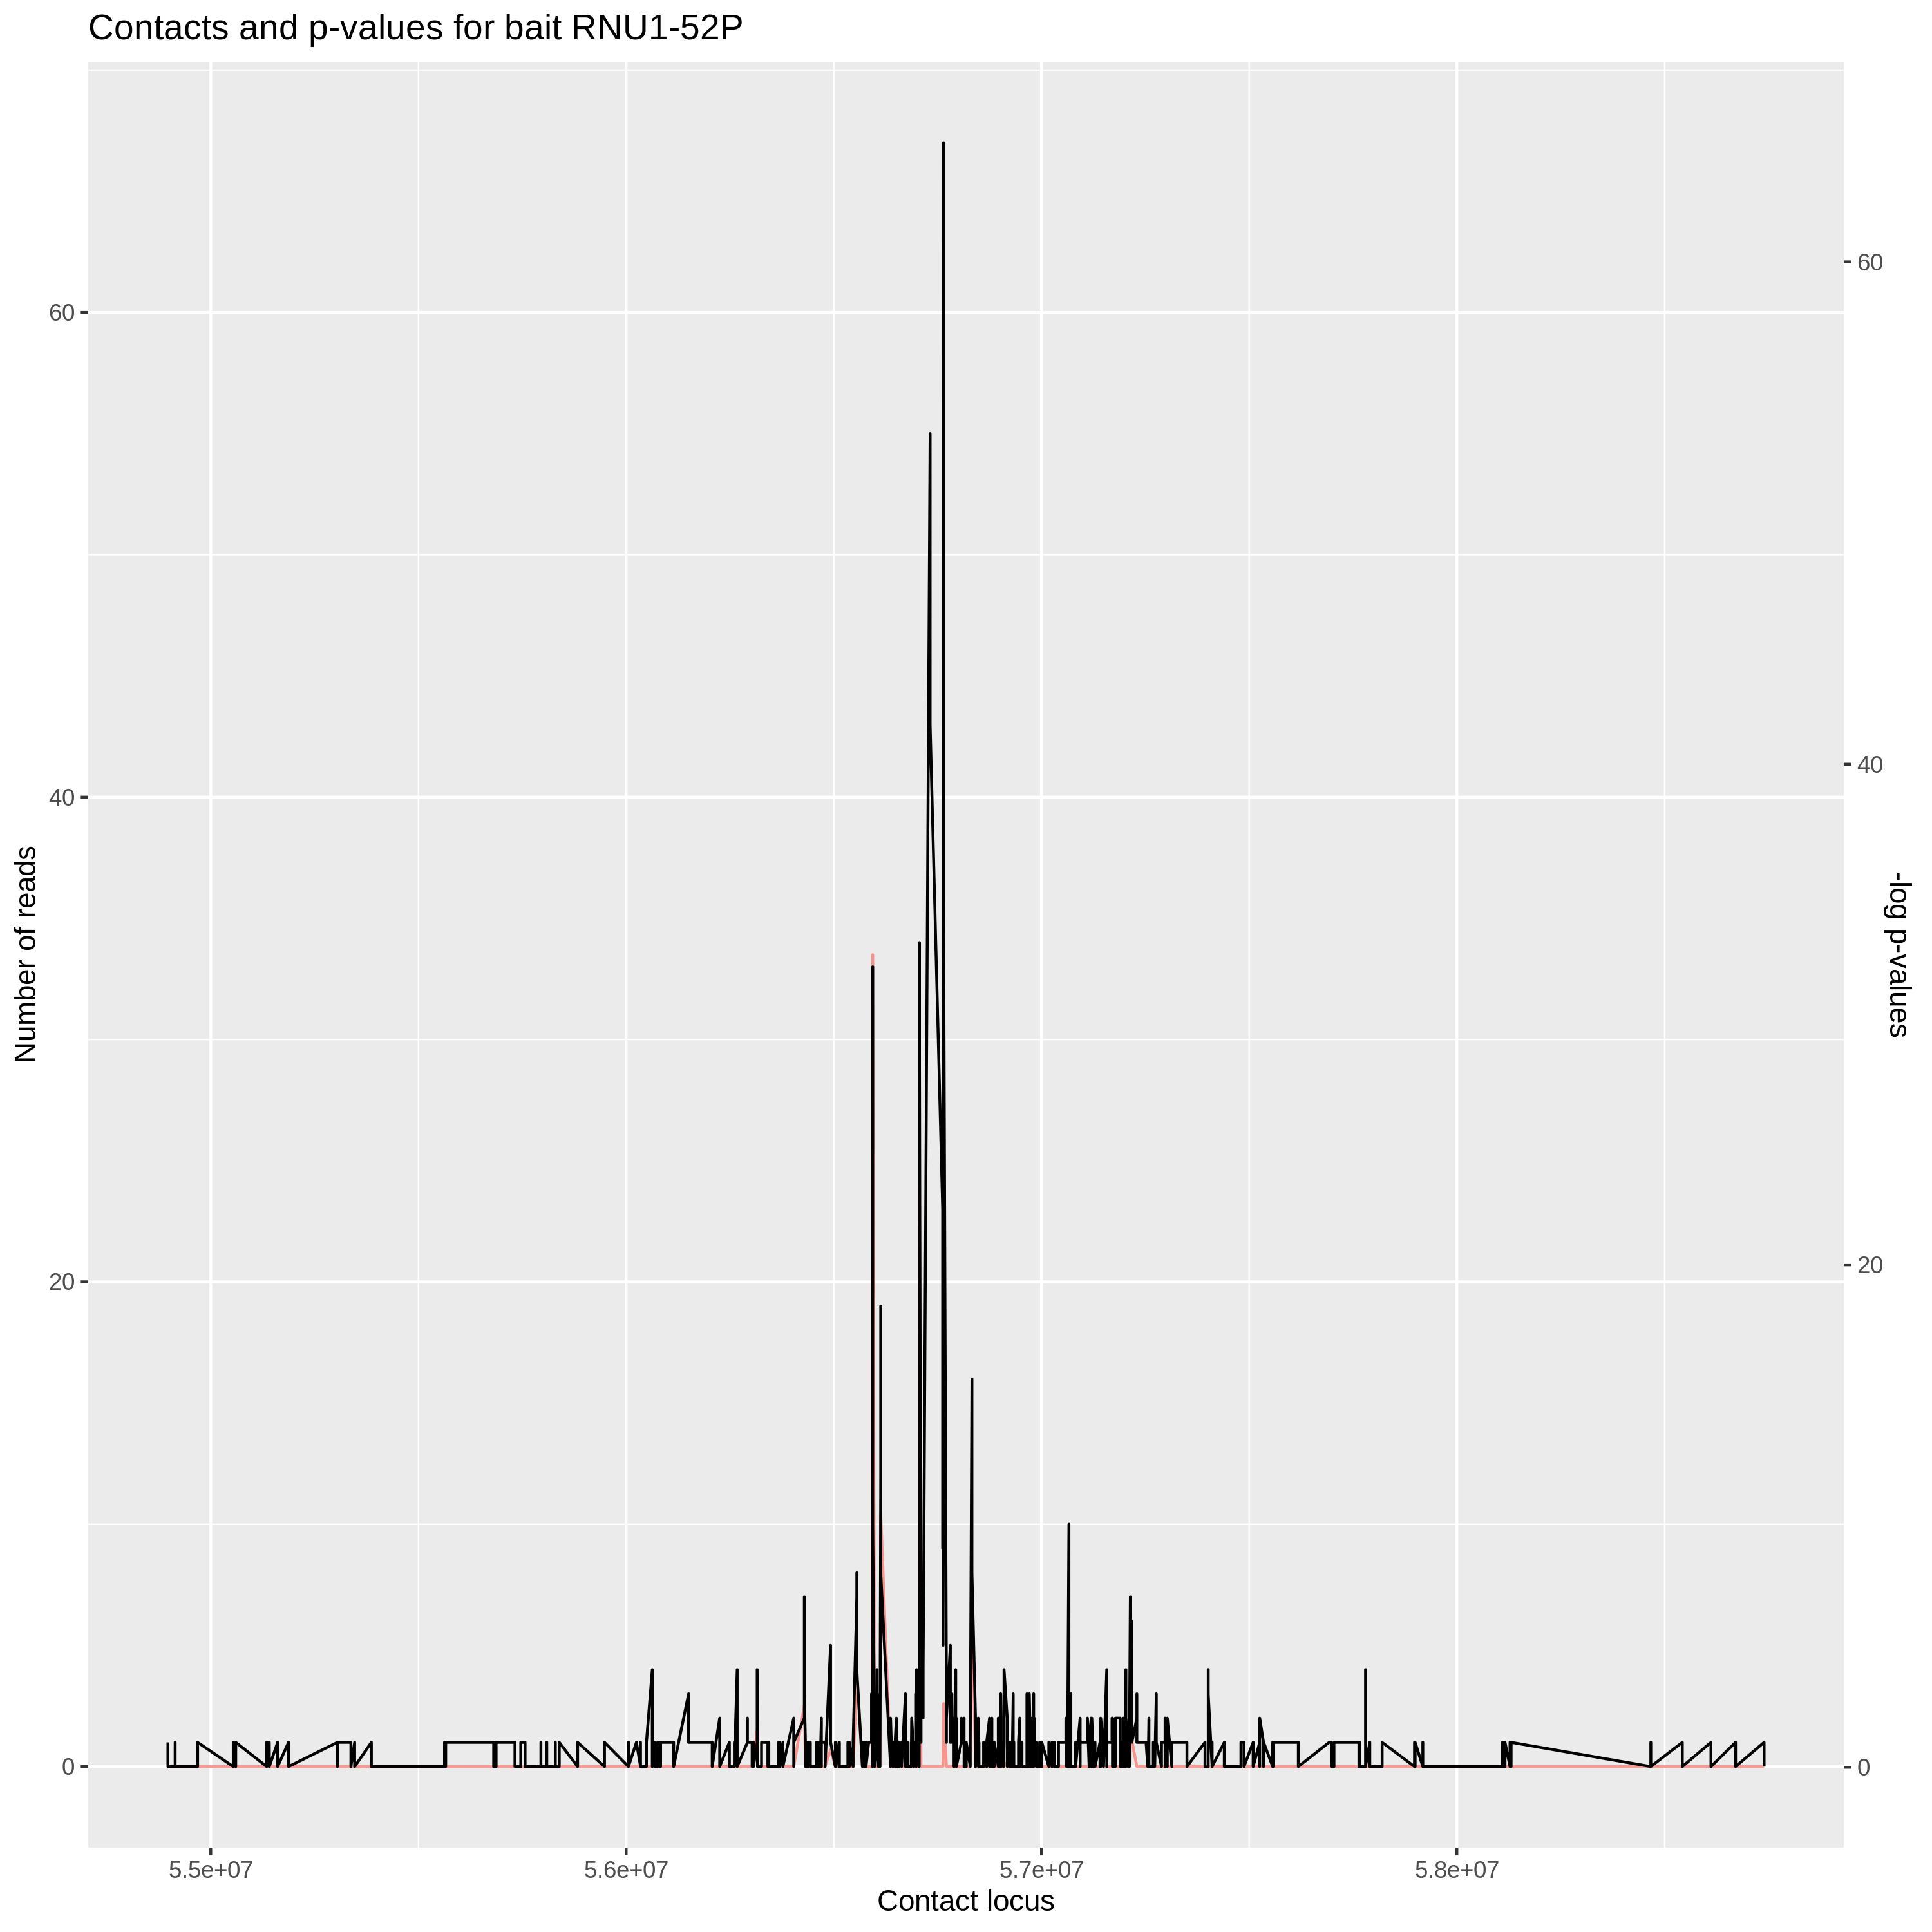 Contacts and p-values for bait RNU1-52P
Number of reads
60
40
20
0
60
40
20
0
-log p-values
5.5e+07
5.6e+07
5.7e+07
5.8e+07
Contact locus